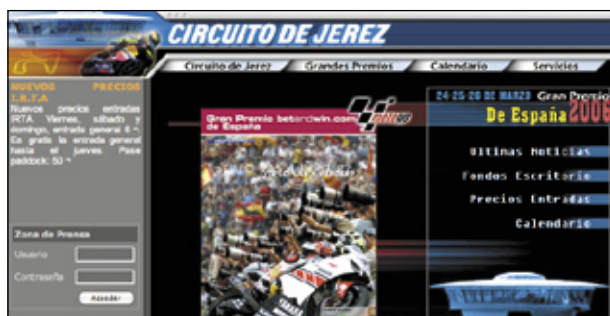 CIRCUITO DE JEREZ
Circuito de Jerez
Grandes Premios
Calendario
Servicios
NUEVOS PRECIOS
I.R.T.A
Nuevos precios entradas
IRTA. Viernes, sábado y
domingo, entrada general 6 ¬.
Es gratis la entrada general
hasta el jueves. Pase
paddock: 50 ¬
Zona de Prensa
Usuario
Contraseña
Acceder
Gran Premio betandwin.com
de España
24-25-26 DE MARZO Gran Premio
De España 2006
Ultimas Noticias
Fondos Escritorio
Precios Entradas
Calendario